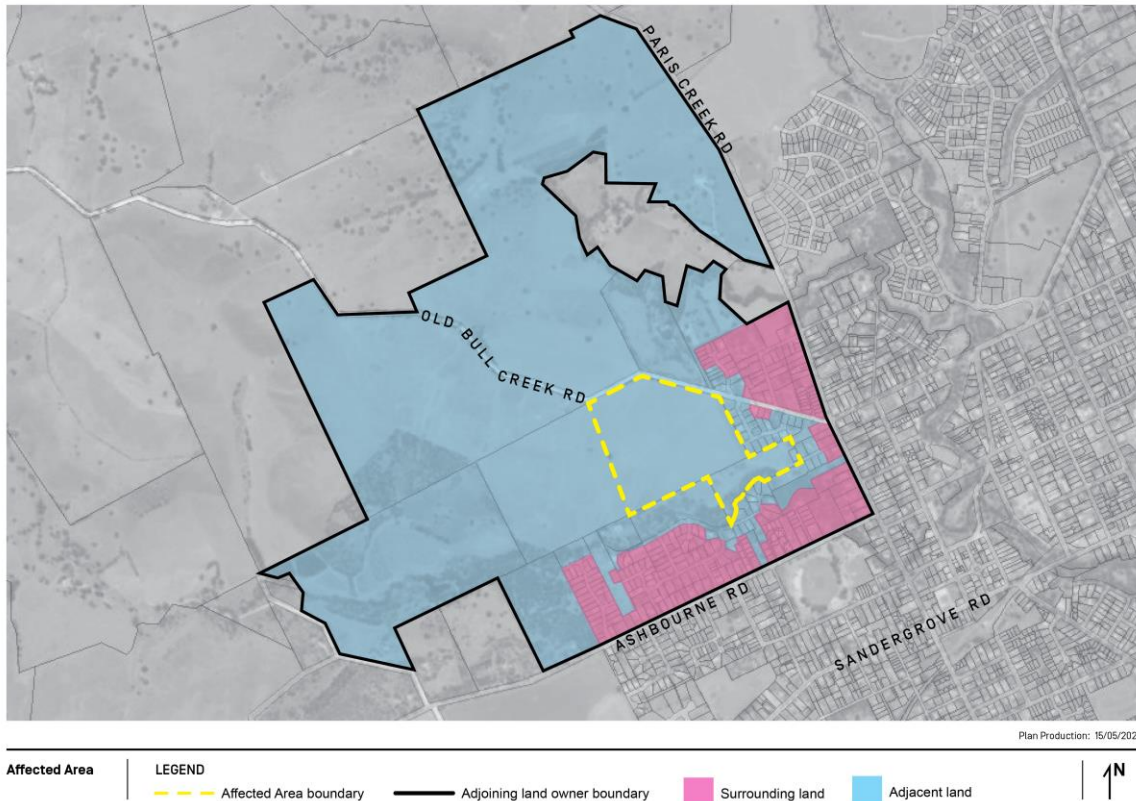 PARIS CREEK RD
OLD BULL CREEK RD
ASHBOURNE RD
SANDERGROVE RD
Plan Production: 15/05/202
Affected Area
LEGEND
Affected Area boundary
Adjoining land owner boundary
Surrounding land
Adjacent land
N